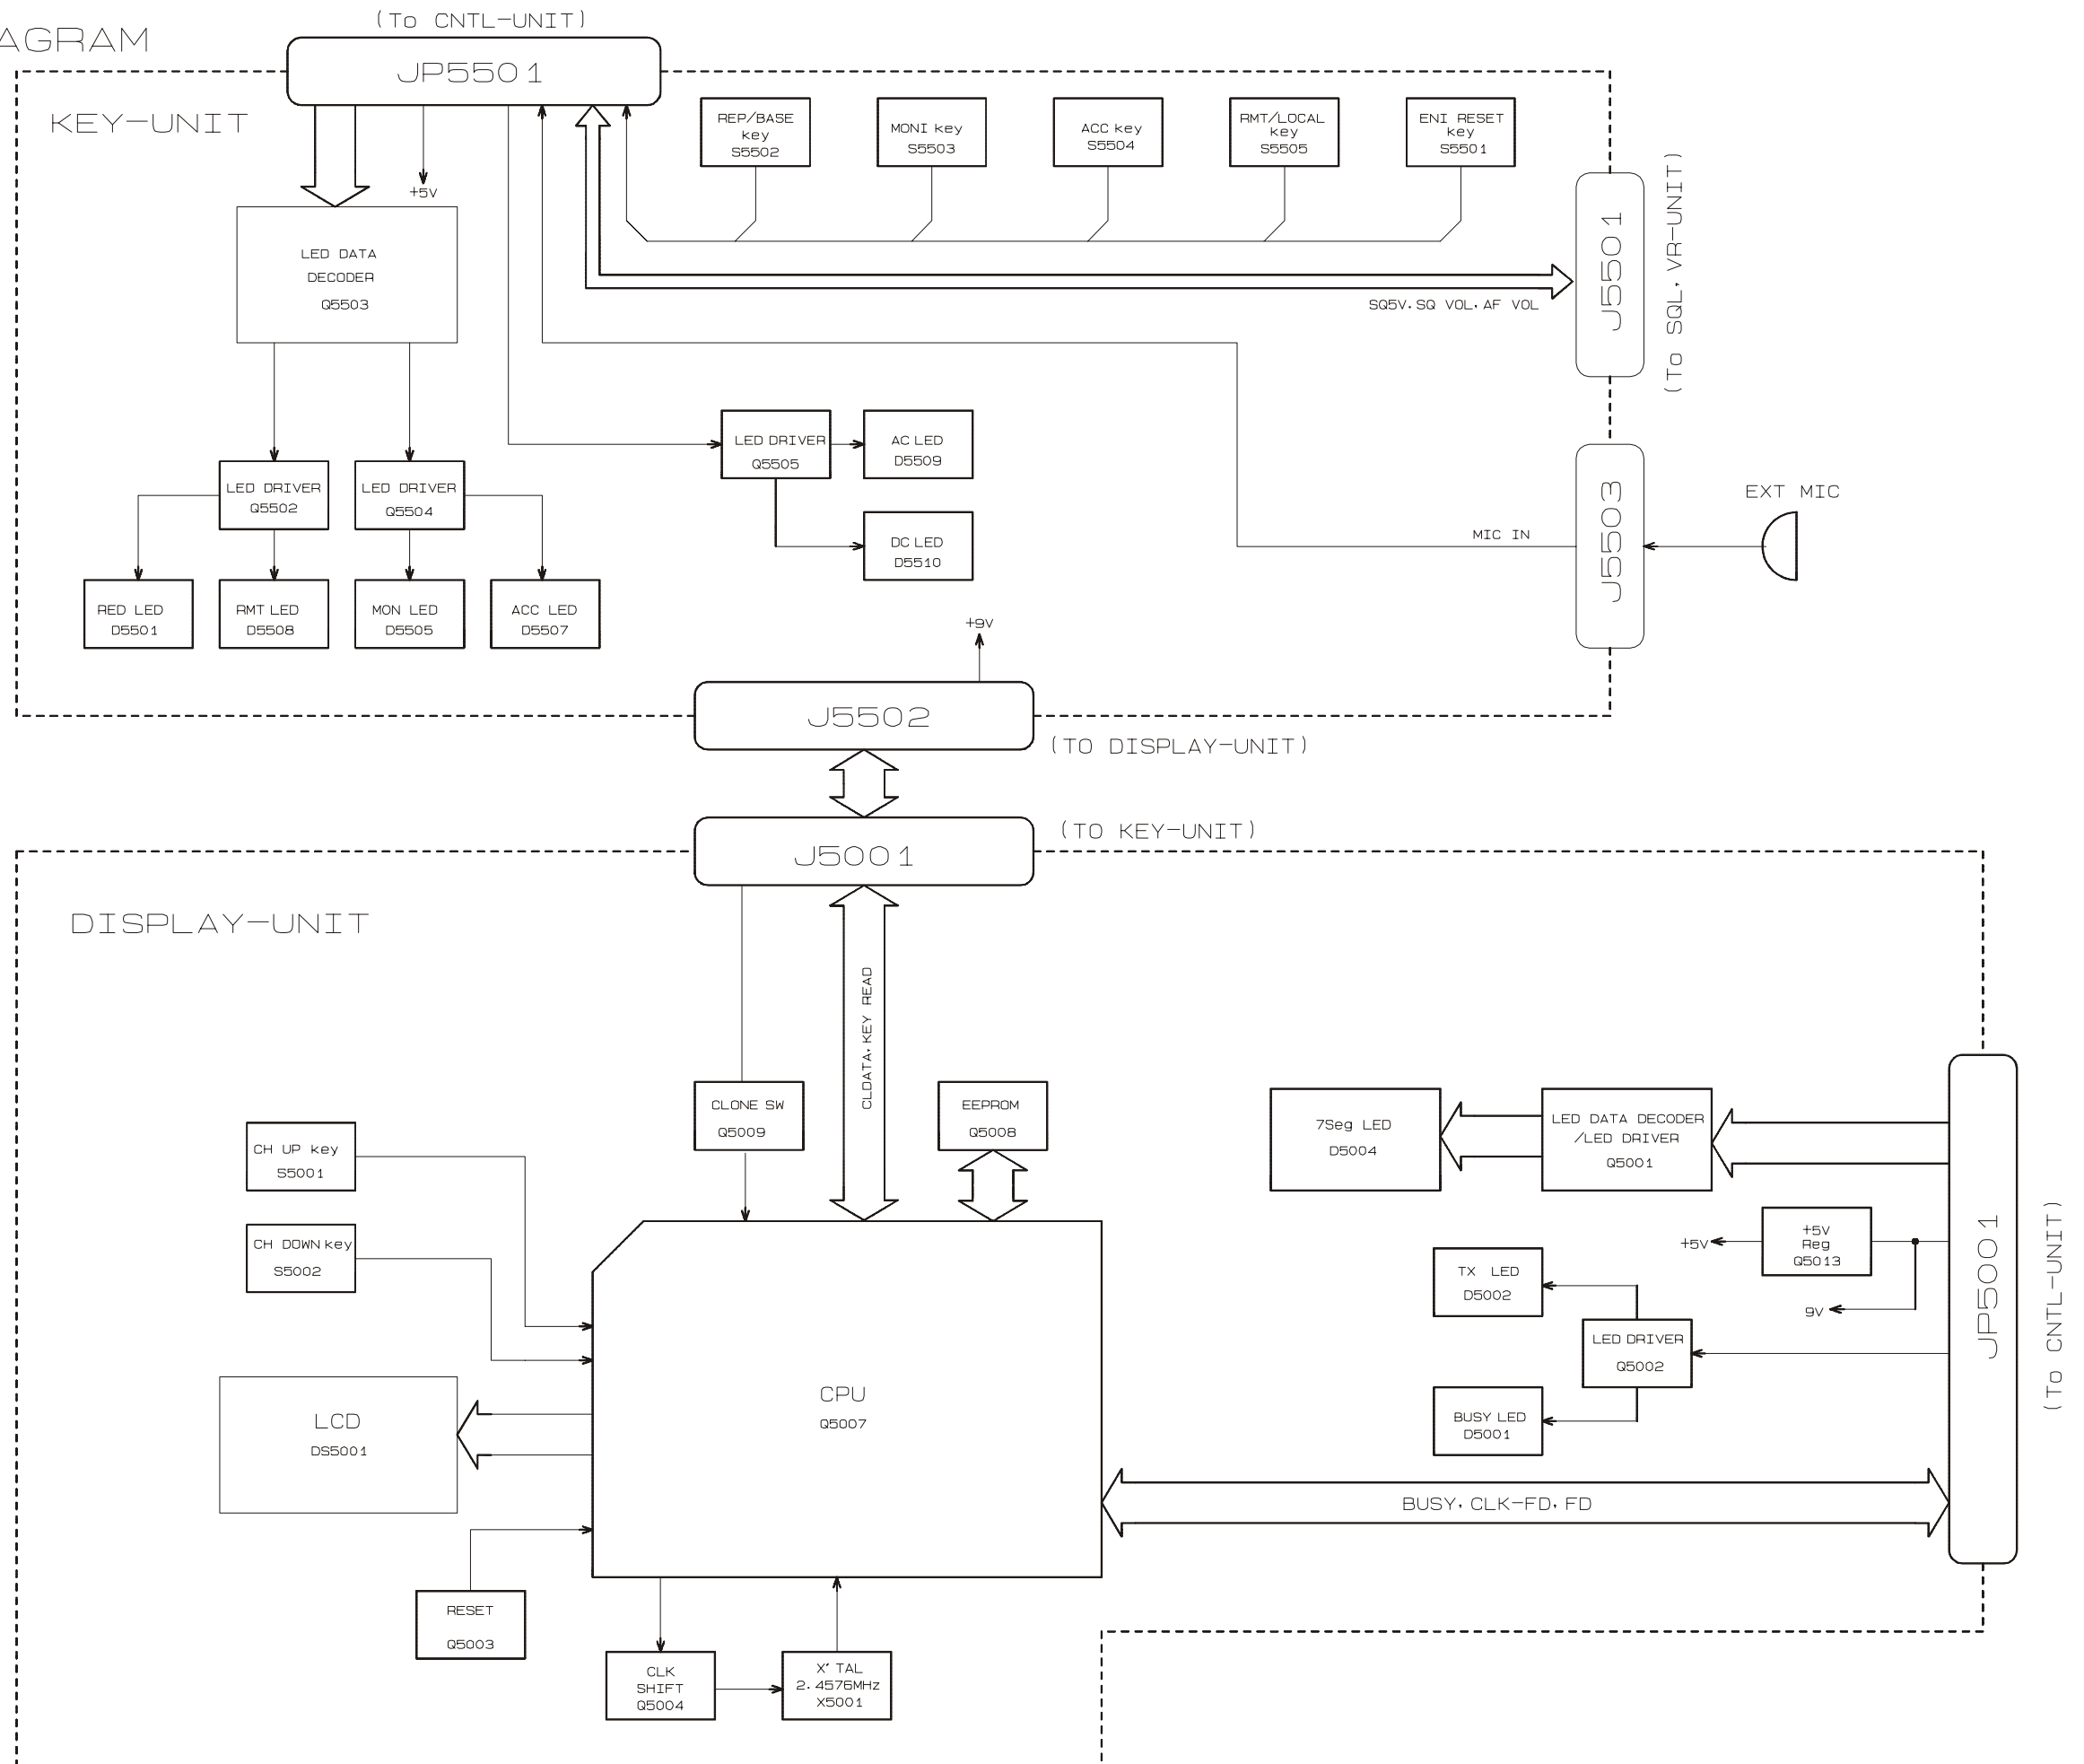 AGRAM
(To CNTL-UNIT)
JP5501
KEY-UNIT
+5V
REP/BASE
key
S5502
MONI key
S5503
ACC key
S5504
RMT/LOCAL
key
S5505
ENI RESET
key
S5501
LED DATA
DECODER
Q5503
SQ5V, SQ VOL, AF VOL
J5501
(To SQL, VR-UNIT)
LED DRIVER
Q5505
AC LED
D5509
DC LED
D5510
LED DRIVER
Q5502
LED DRIVER
Q5504
MIC IN
J5503
EXT MIC
RED LED
D5501
RMT LED
D5508
MON LED
D5505
ACC LED
D5507
+9V
J5502
(TO DISPLAY-UNIT)
J5001
(TO KEY-UNIT)
DISPLAY-UNIT
CLDATA, KEY READ
CLONE SW
Q5009
EEPROM
Q5008
7Seg LED
D5004
LED DATA DECODER
/LED DRIVER
Q5001
CH UP key
S5001
CH DOWN key
S5002
+5V
+5V
Reg
Q5013
9V
TX LED
D5002
LED DRIVER
Q5002
BUSY LED
D5001
JP5001
(To CNTL-UNIT)
LCD
DS5001
CPU
Q5007
BUSY, CLK-FD, FD
RESET
Q5003
CLK
SHIFT
Q5004
X' TAL
2.4576MHz
X5001